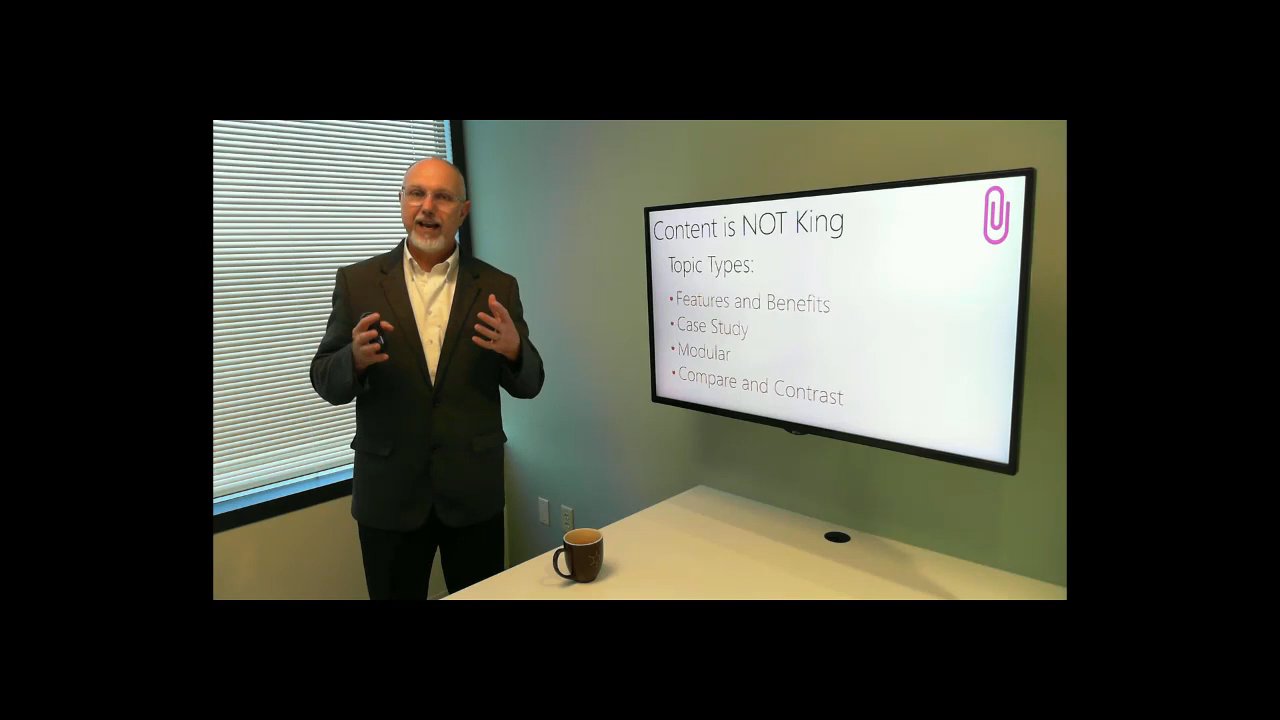 Content is NOT King
Topic Types:
• Features and Benefits
• Case Study
• Modular
• Compare and Contrast